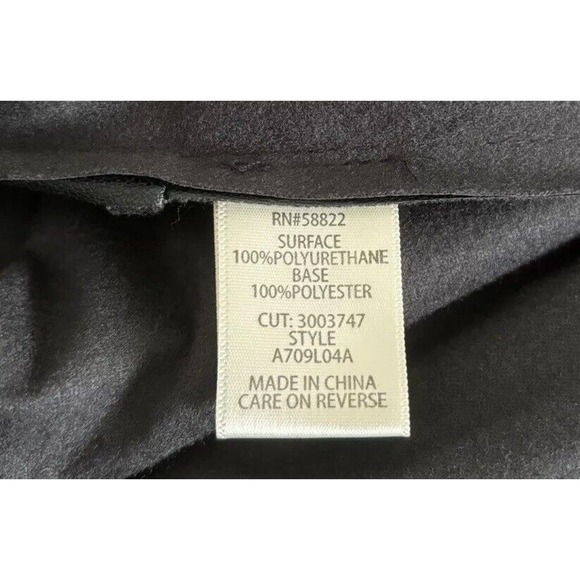 RN#58822
SURFACE
100%POLYURETHANE
BASE
100%POLYESTER
CUT: 3003747
STYLE
A709L04A
MADE IN CHINA
CARE ON REVERSE